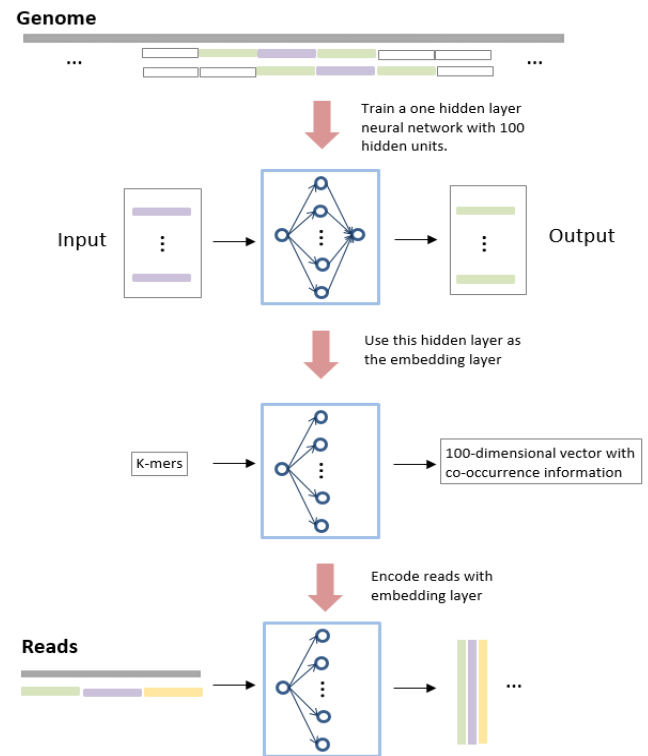 Genome
... ...
Train a one hidden layer
neural network with 100
hidden units.
Input
Output
Use this hidden layer as
the embedding layer
K-mers
100-dimensional vector with
co-occurrence information
Encode reads with
embedding layer
Reads
...